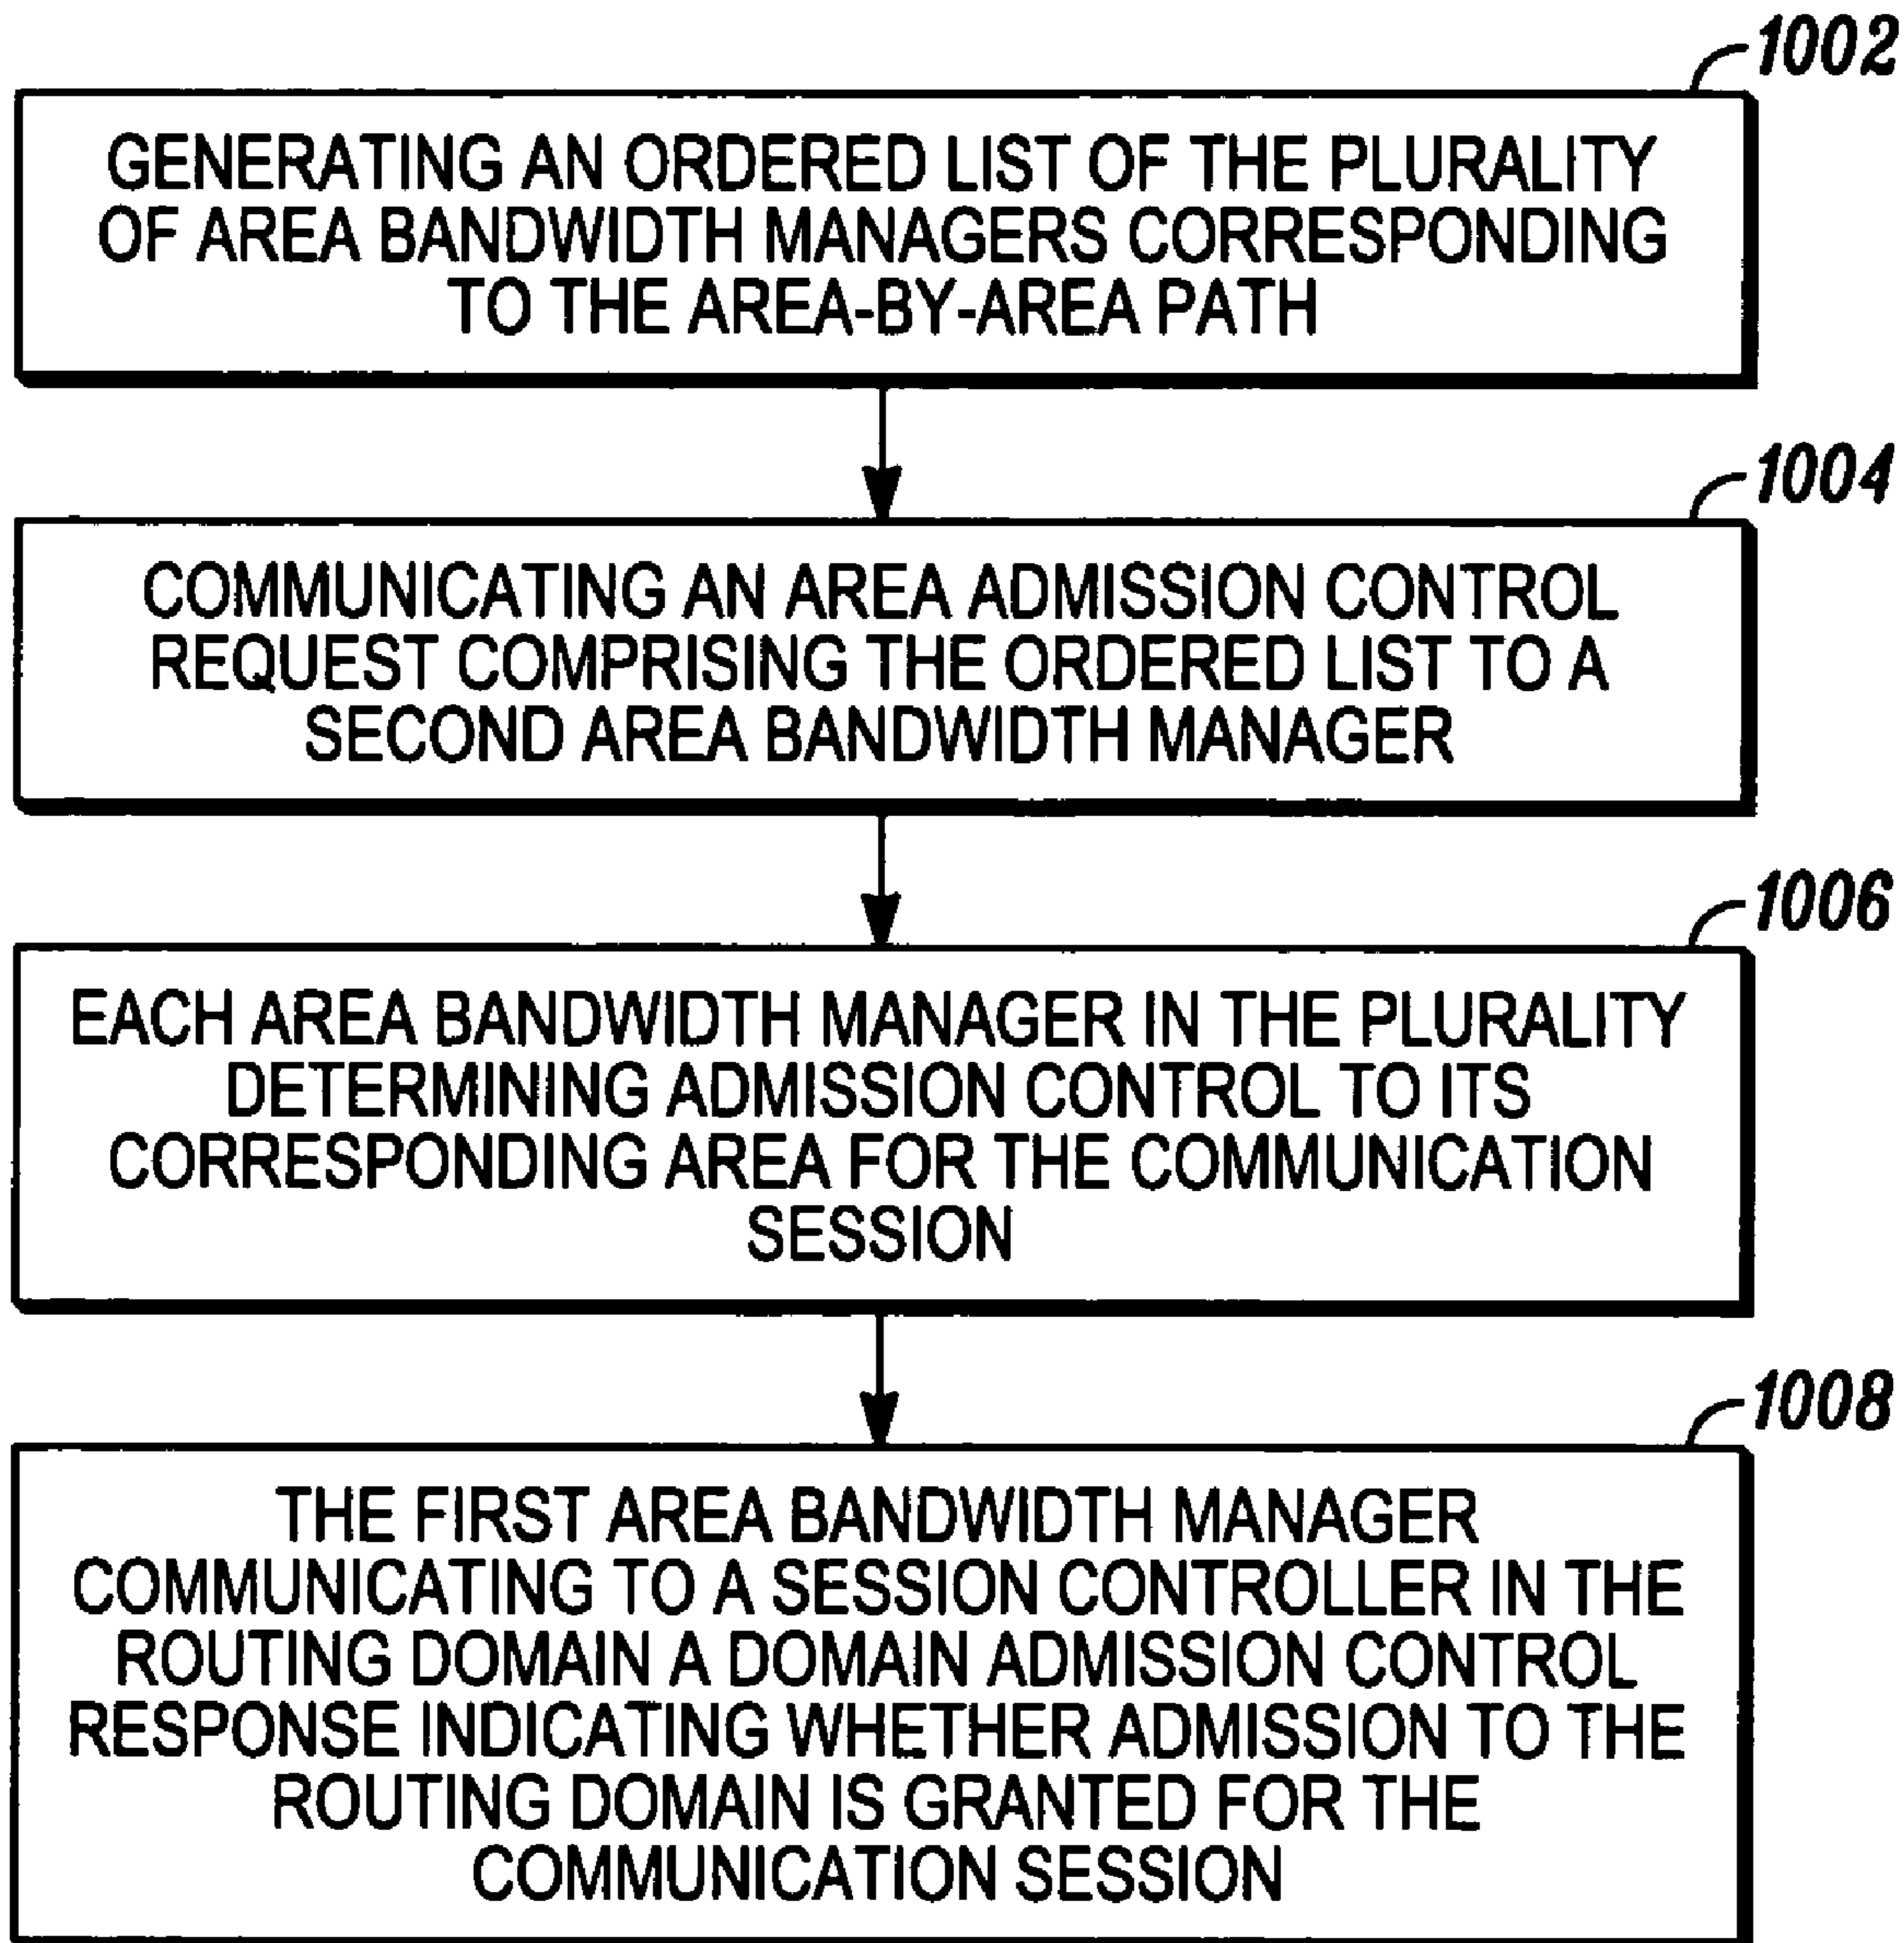 1002
GENERATING AN ORDERED LIST OF THE PLURALITY
OF AREA BANDWIDTH MANAGERS CORRESPONDING
TO THE AREA-BY-AREA PATH
1004
COMMUNICATING AN AREA ADMISSION CONTROL
REQUEST COMPRISING THE ORDERED LIST TO A
SECOND AREA BANDWIDTH MANAGER
1006
EACH AREA BANDWIDTH MANAGER IN THE PLURALITY
DETERMINING ADMISSION CONTROL TO ITS
CORRESPONDING AREA FOR THE COMMUNICATION
SESSION
1008
THE FIRST AREA BANDWIDTH MANAGER
COMMUNICATING TO A SESSION CONTROLLER IN THE
ROUTING DOMAIN A DOMAIN ADMISSION CONTROL
RESPONSE INDICATING WHETHER ADMISSION TO THE
ROUTING DOMAIN IS GRANTED FOR THE
COMMUNICATION SESSION